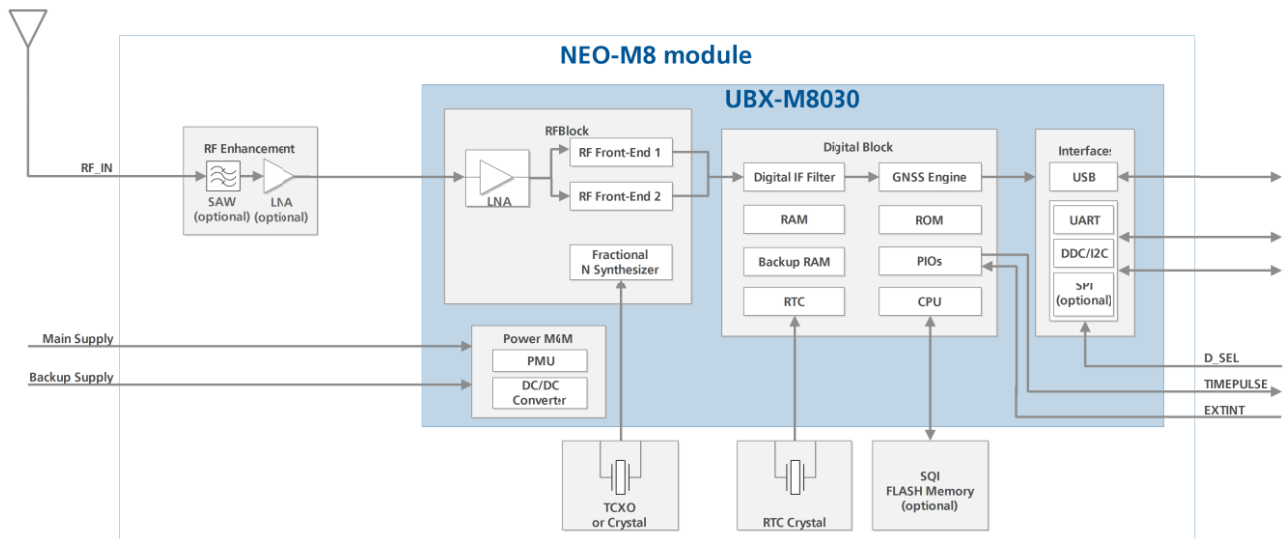 NEO-M8 module
UBX-M8030
RF_IN
RF Enhancement
SAW
(optional)
LNA
(optional)
RFBlock
LNA
RF Front-End 1
RF Front-End 2
Fractional
N Synthesizer
Digital Block
Digital IF Filter
GNSS Engine
RAM
ROM
Backup RAM
PIOs
RTC
CPU
Interfaces
USB
UART
DDC/I2C
SPI
(optional)
Main Supply
Backup Supply
Power MGM
PMU
DC/DC
Converter
D_SEL
TIMEPULSE
EXTINT
TCXO
or Crystal
RTC Crystal
SQI
FLASH Memory
(optional)